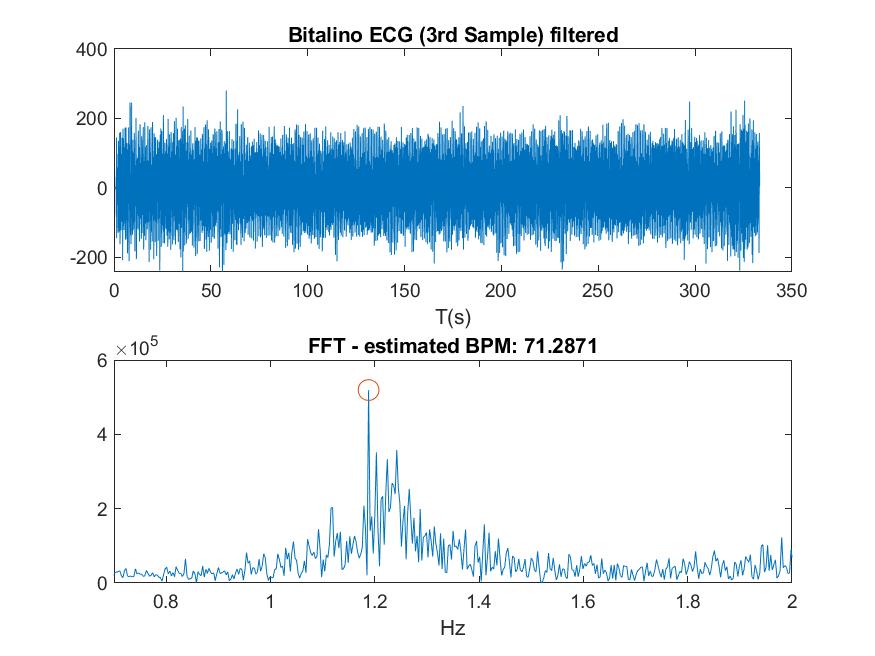 Bitalino ECG (3rd Sample) filtered
400
200
0
-200
0 50 100 150 200 250 300 350
T(s)
FFT - estimated BPM: 71.2871
×10⁵
6
4
2
0
0.8 1 1.2 1.4 1.6 1.8 2
Hz